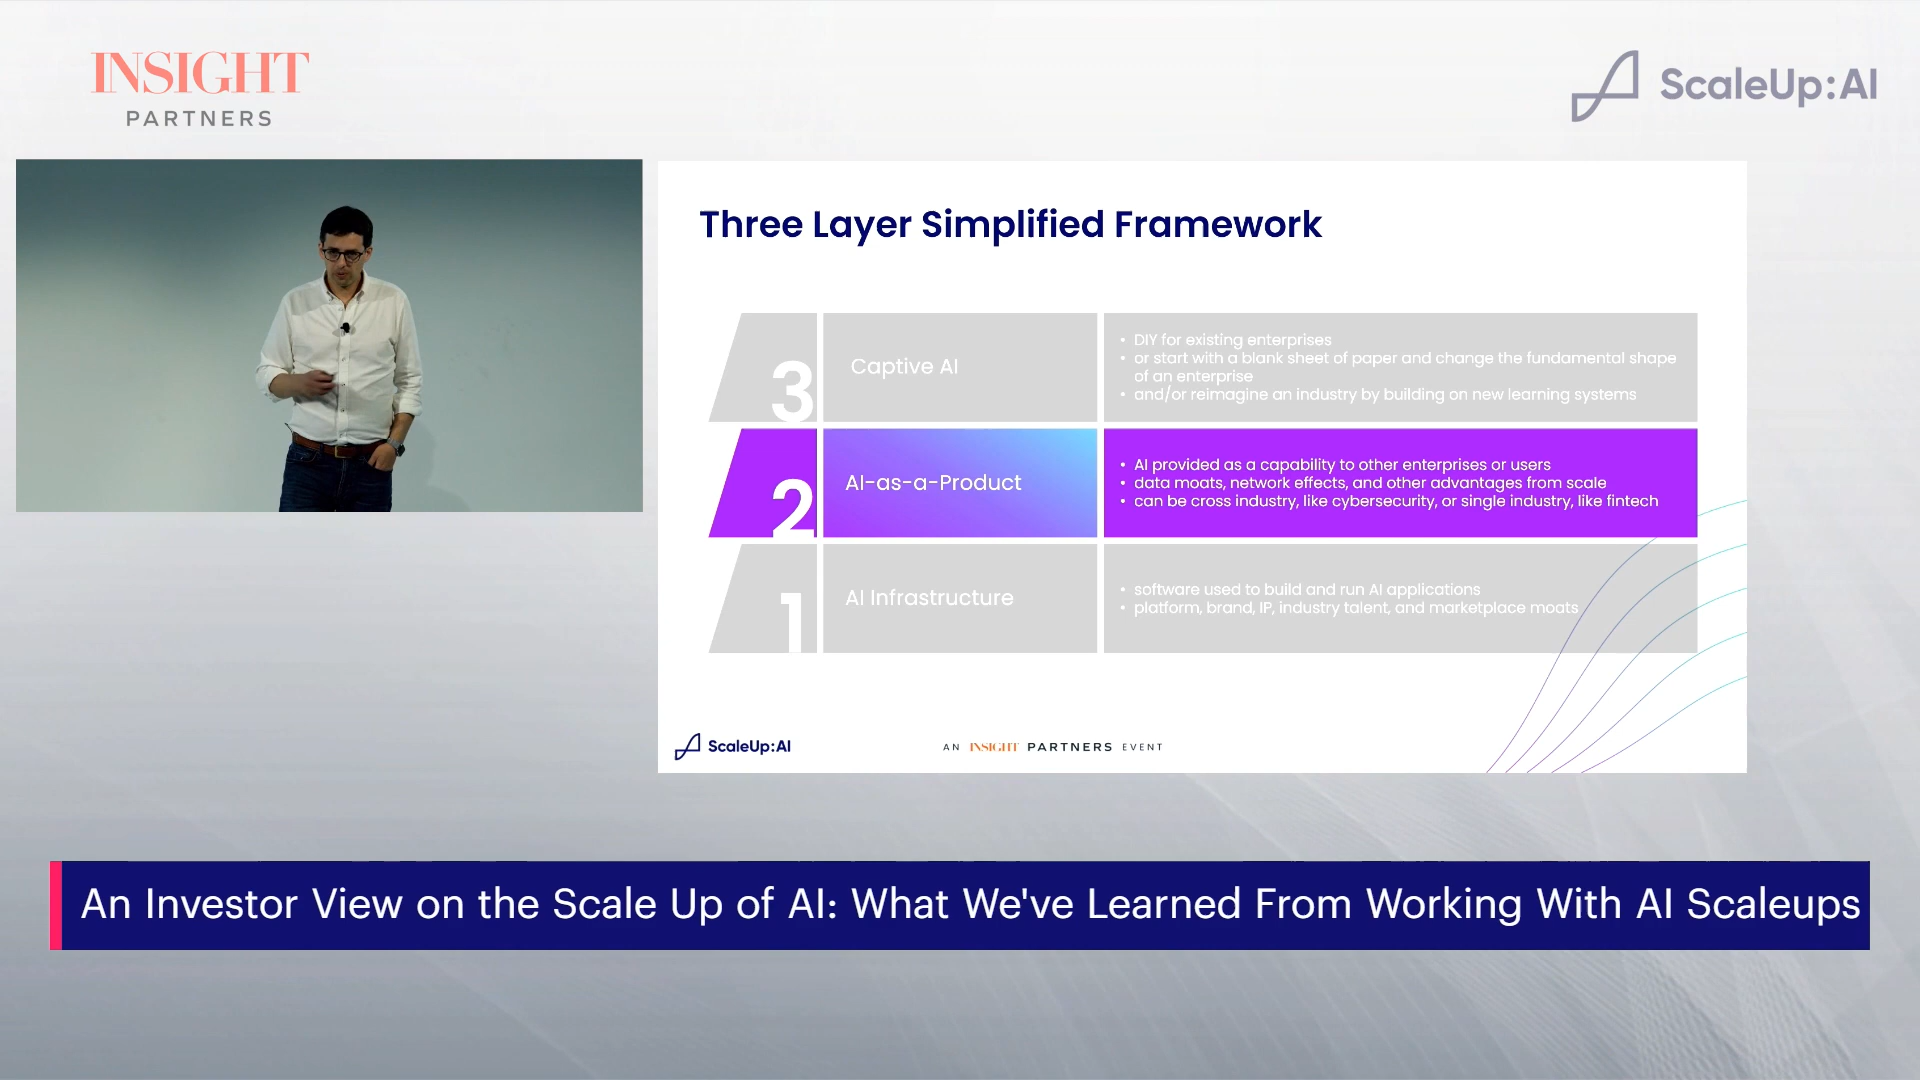 INSIGHT
PARTNERS
ScaleUp:AI
Three Layer Simplified Framework
3
Captive AI
• DIY for existing enterprises
• or start with a blank sheet of paper and change the fundamental shape
of an enterprise
• and/or reimagine an industry by building on new learning systems
2
AI-as-a-Product
• AI provided as a capability to other enterprises or users
• data moats, network effects, and other advantages from scale
• can be cross industry, like cybersecurity, or single industry, like fintech
1
AI Infrastructure
• software used to build and run AI applications
• platform, brand, IP, industry talent, and marketplace moats
ScaleUp:AI
AN INSIGHT PARTNERS EVENT
An Investor View on the Scale Up of AI: What We've Learned From Working With AI Scaleups